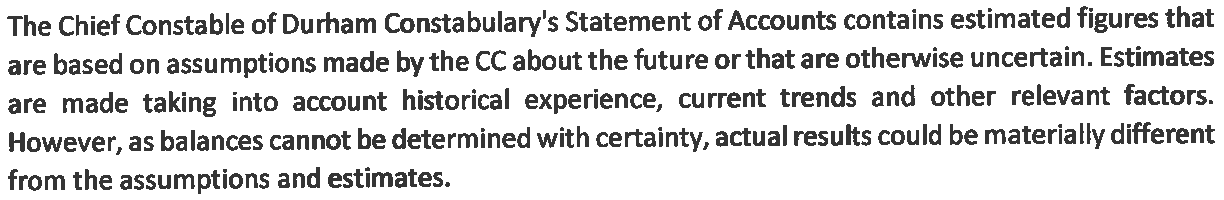 The Chief Constable of Durham Constabulary's Statement of Accounts contains estimated figures that
are based on assumptions made by the CC about the future or that are otherwise uncertain. Estimates
are made taking into account historical experience, current trends and other relevant factors.
However, as balances cannot be determined with certainty, actual results could be materially different
from the assumptions and estimates.